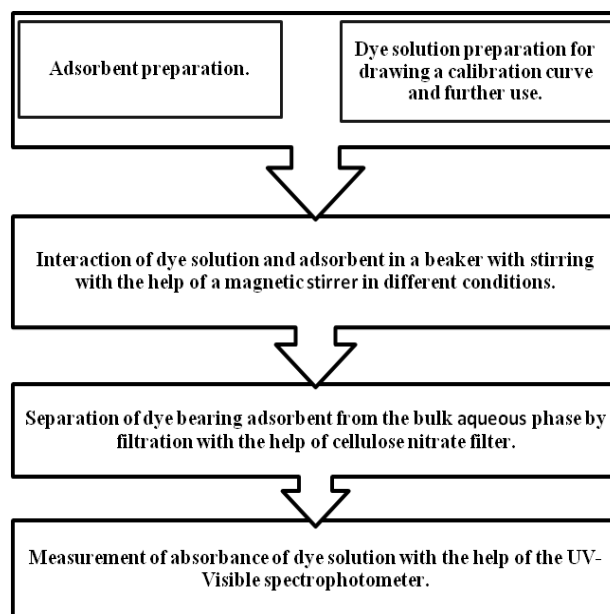 Adsorbent preparation.
Dye solution preparation for
drawing a calibration curve
and further use.
Interaction of dye solution and adsorbent in a beaker with stirring
with the help of a magnetic stirrer in different conditions.
Separation of dye bearing adsorbent from the bulk aqueous phase by
filtration with the help of cellulose nitrate filter.
Measurement of absorbance of dye solution with the help of the UV-
Visible spectrophotometer.